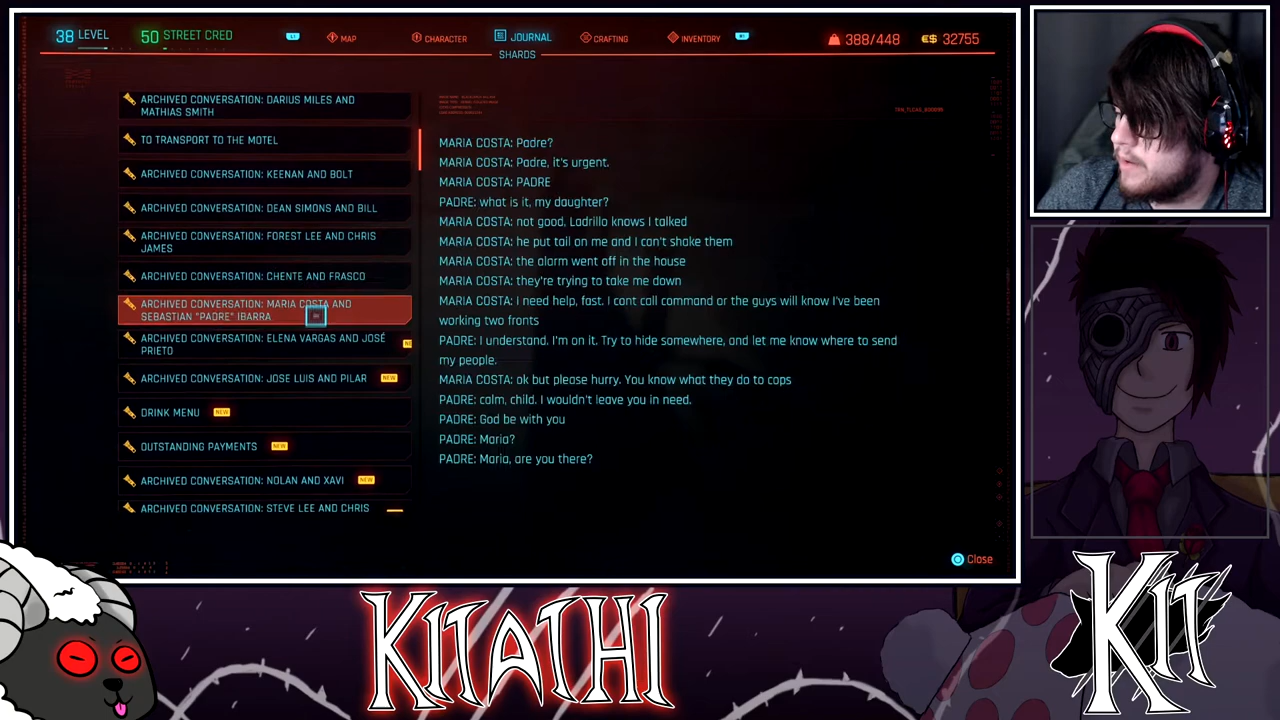 38 LEVEL
50 STREET CRED
L1
MAP
CHARACTER
JOURNAL
CRAFTING
INVENTORY
R1
388/448
€$ 32755
SHARDS
ARCHIVED CONVERSATION: DARIUS MILES AND
MATHIAS SMITH
TO TRANSPORT TO THE MOTEL
ARCHIVED CONVERSATION: KEENAN AND BOLT
ARCHIVED CONVERSATION: DEAN SIMONS AND BILL
ARCHIVED CONVERSATION: FOREST LEE AND CHRIS
JAMES
ARCHIVED CONVERSATION: CHENTE AND FRASCO
ARCHIVED CONVERSATION: MARIA COSTA AND
SEBASTIAN "PADRE" IBARRA
ARCHIVED CONVERSATION: ELENA VARGAS AND JOSÉ
PRIETO
ARCHIVED CONVERSATION: JOSE LUIS AND PILAR NEW
DRINK MENU NEW
OUTSTANDING PAYMENTS NEW
ARCHIVED CONVERSATION: NOLAN AND XAVI NEW
ARCHIVED CONVERSATION: STEVE LEE AND CHRIS
MARIA COSTA: Padre?
MARIA COSTA: Padre, it's urgent.
MARIA COSTA: PADRE
PADRE: what is it, my daughter?
MARIA COSTA: not good, Ladrillo knows I talked
MARIA COSTA: he put tail on me and I can't shake them
MARIA COSTA: the alarm went off in the house
MARIA COSTA: they're trying to take me down
MARIA COSTA: I need help, fast. I cant call command or the guys will know I've been
working two fronts
PADRE: I understand. I'm on it. Try to hide somewhere, and let me know where to send
my people.
MARIA COSTA: ok but please hurry. You know what they do to cops
PADRE: calm, child. I wouldn't leave you in need.
PADRE: God be with you
PADRE: Maria?
PADRE: Maria, are you there?
Close
KITATHI
KIT